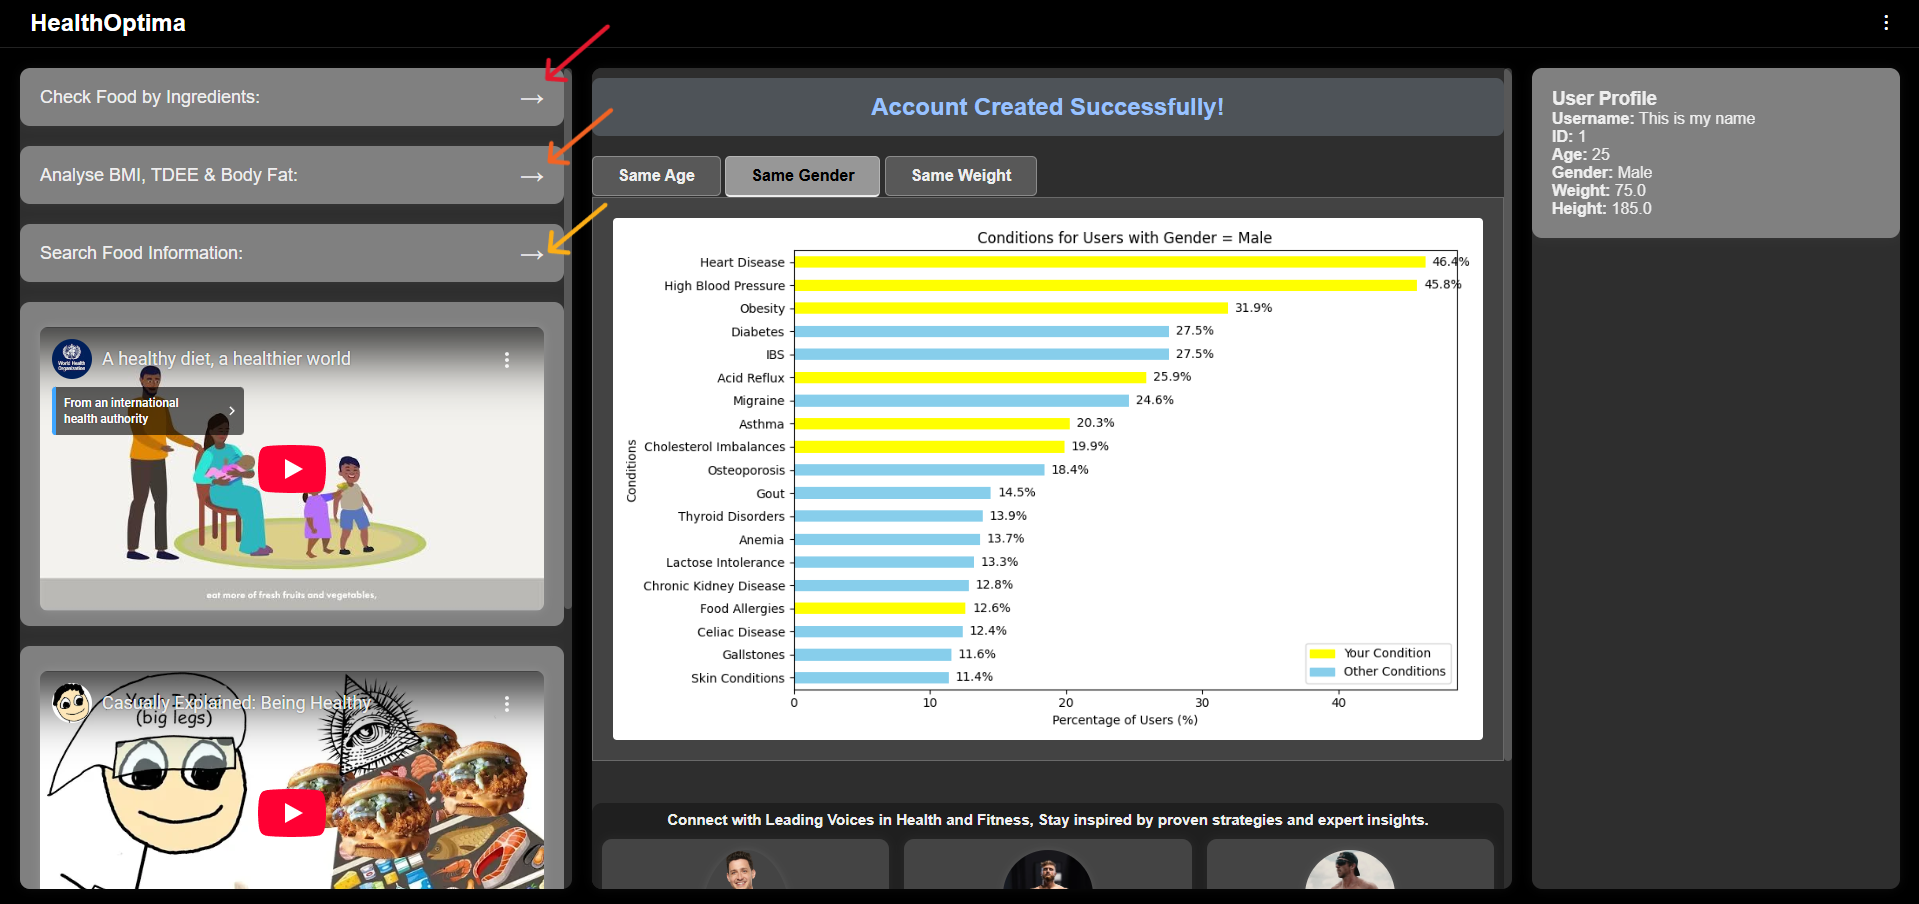 HealthOptima
Check Food by Ingredients:
Analyse BMI, TDEE & Body Fat:
Search Food Information:
World Health
Organization
A healthy diet, a healthier world
From an international
health authority
eat more of fresh fruits and vegetables,
Casually Explained: Being Healthy
(big legs)
Account Created Successfully!
Same Age
Same Gender
Same Weight
Conditions for Users with Gender = Male
Conditions
Heart Disease 46.4%
High Blood Pressure 45.8%
Obesity 31.9%
Diabetes 27.5%
IBS 27.5%
Acid Reflux 25.9%
Migraine 24.6%
Asthma 20.3%
Cholesterol Imbalances 19.9%
Osteoporosis 18.4%
Gout 14.5%
Thyroid Disorders 13.9%
Anemia 13.7%
Lactose Intolerance 13.3%
Chronic Kidney Disease 12.8%
Food Allergies 12.6%
Celiac Disease 12.4%
Gallstones 11.6%
Skin Conditions 11.4%
Your Condition
Other Conditions
0 10 20 30 40
Percentage of Users (%)
Connect with Leading Voices in Health and Fitness, Stay inspired by proven strategies and expert insights.
User Profile
Username: This is my name
ID: 1
Age: 25
Gender: Male
Weight: 75.0
Height: 185.0